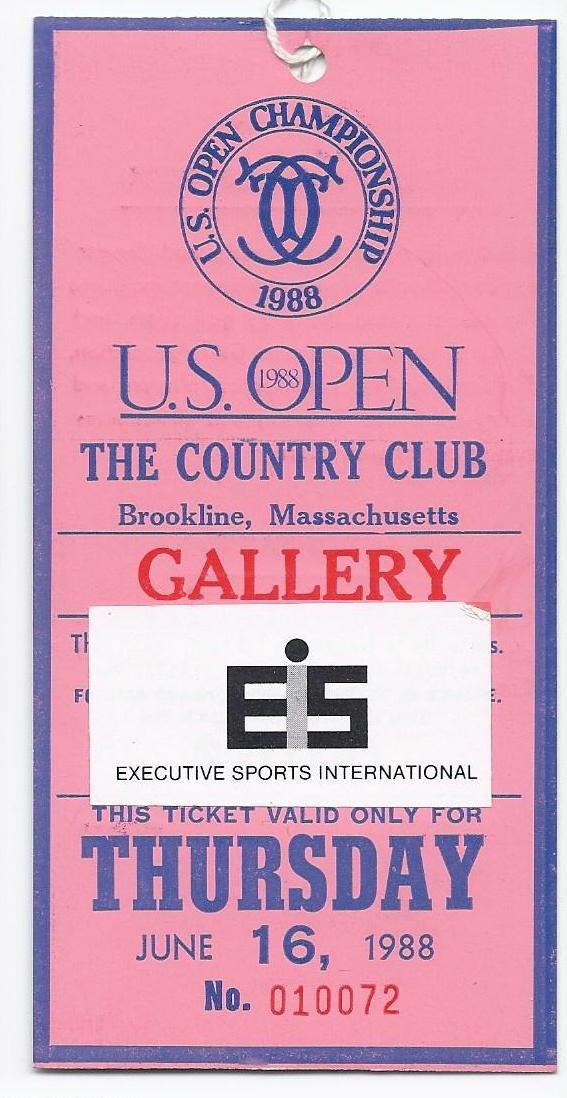 U.S. OPEN CHAMPIONSHIP
1988
U.S. OPEN
1988
THE COUNTRY CLUB
Brookline, Massachusetts
GALLERY
EIS
EXECUTIVE SPORTS INTERNATIONAL
THIS TICKET VALID ONLY FOR
THURSDAY
JUNE 16, 1988
No. 010072